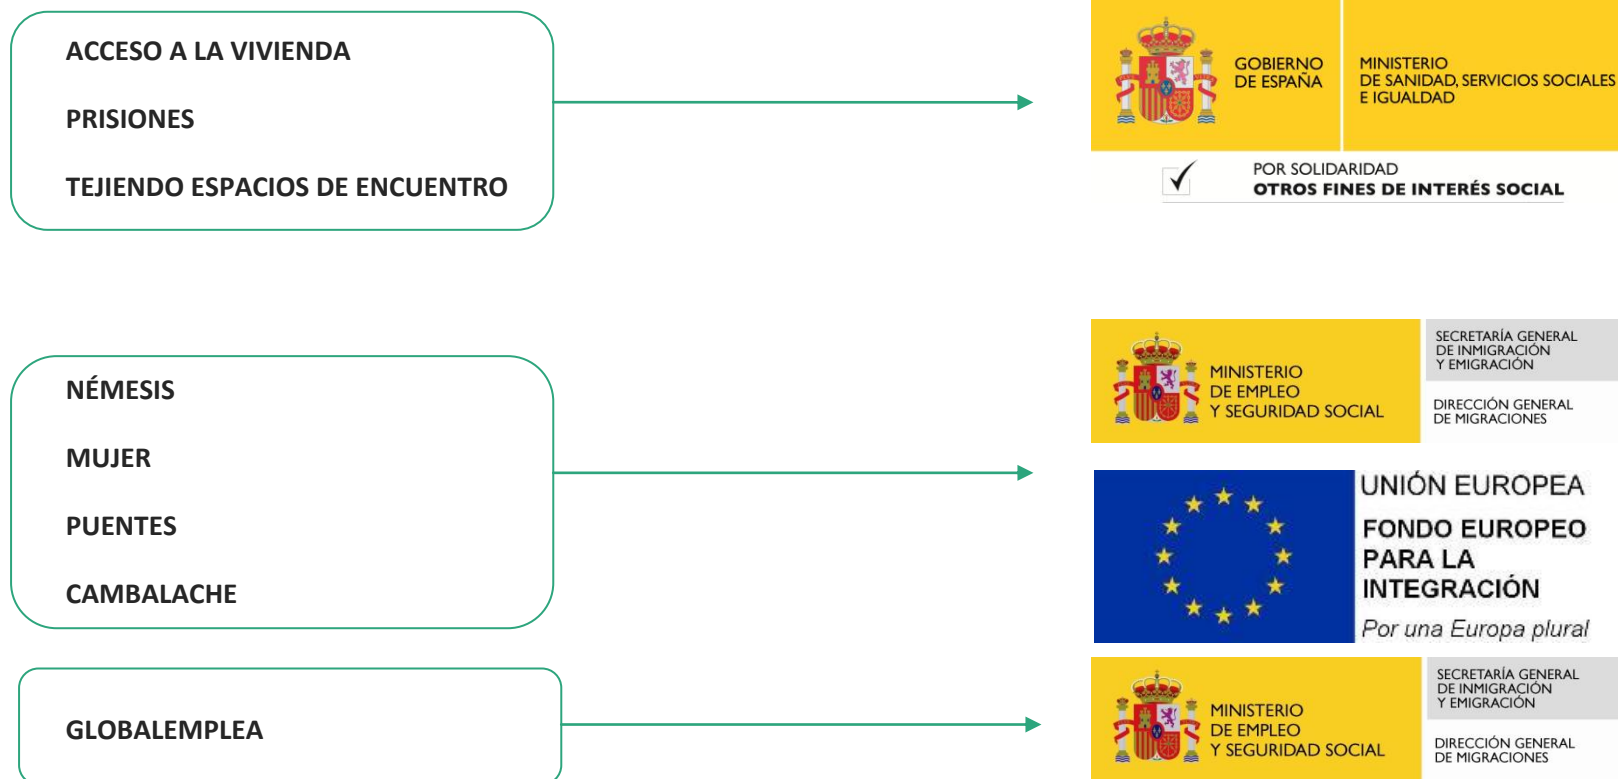 ACCESO A LA VIVIENDA
PRISIONES
TEJIENDO ESPACIOS DE ENCUENTRO
GOBIERNO
DE ESPAÑA
MINISTERIO
DE SANIDAD, SERVICIOS SOCIALES
E IGUALDAD
POR SOLIDARIDAD
OTROS FINES DE INTERÉS SOCIAL
NÉMESIS
MUJER
PUENTES
CAMBALACHE
MINISTERIO
DE EMPLEO
Y SEGURIDAD SOCIAL
SECRETARÍA GENERAL
DE INMIGRACIÓN
Y EMIGRACIÓN
DIRECCIÓN GENERAL
DE MIGRACIONES
UNIÓN EUROPEA
FONDO EUROPEO
PARA LA
INTEGRACIÓN
Por una Europa plural
GLOBALEMPLEA
MINISTERIO
DE EMPLEO
Y SEGURIDAD SOCIAL
SECRETARÍA GENERAL
DE INMIGRACIÓN
Y EMIGRACIÓN
DIRECCIÓN GENERAL
DE MIGRACIONES